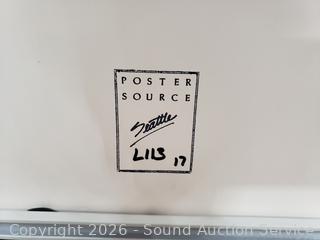 POSTER
SOURCE
Seattle
L113 17
Copyright 2026 - Sound Auction Service